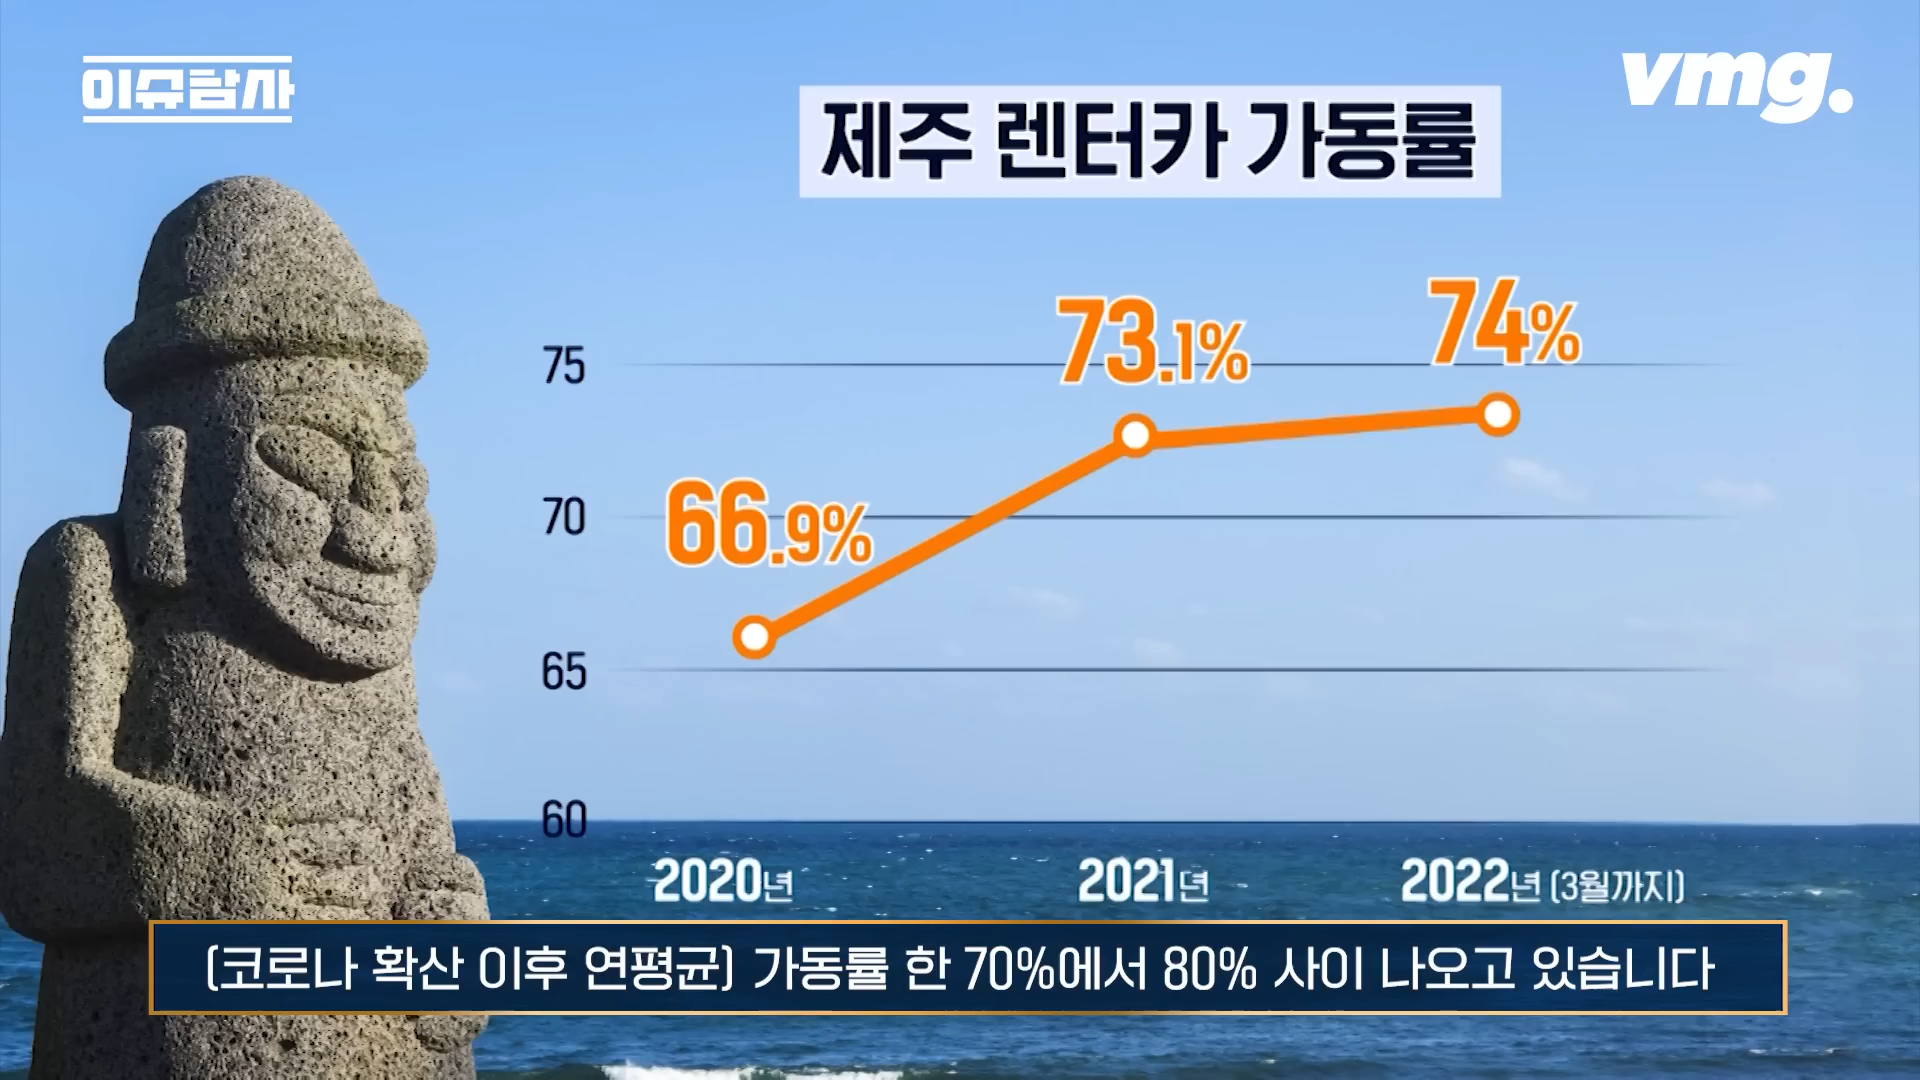 이슈탐사
vmg.
제주 렌터카 가동률
75
70
65
60
66.9%
73.1%
74%
2020년
2021년
2022년 (3월까지)
(코로나 확산 이후 연평균) 가동률 한 70%에서 80% 사이 나오고 있습니다